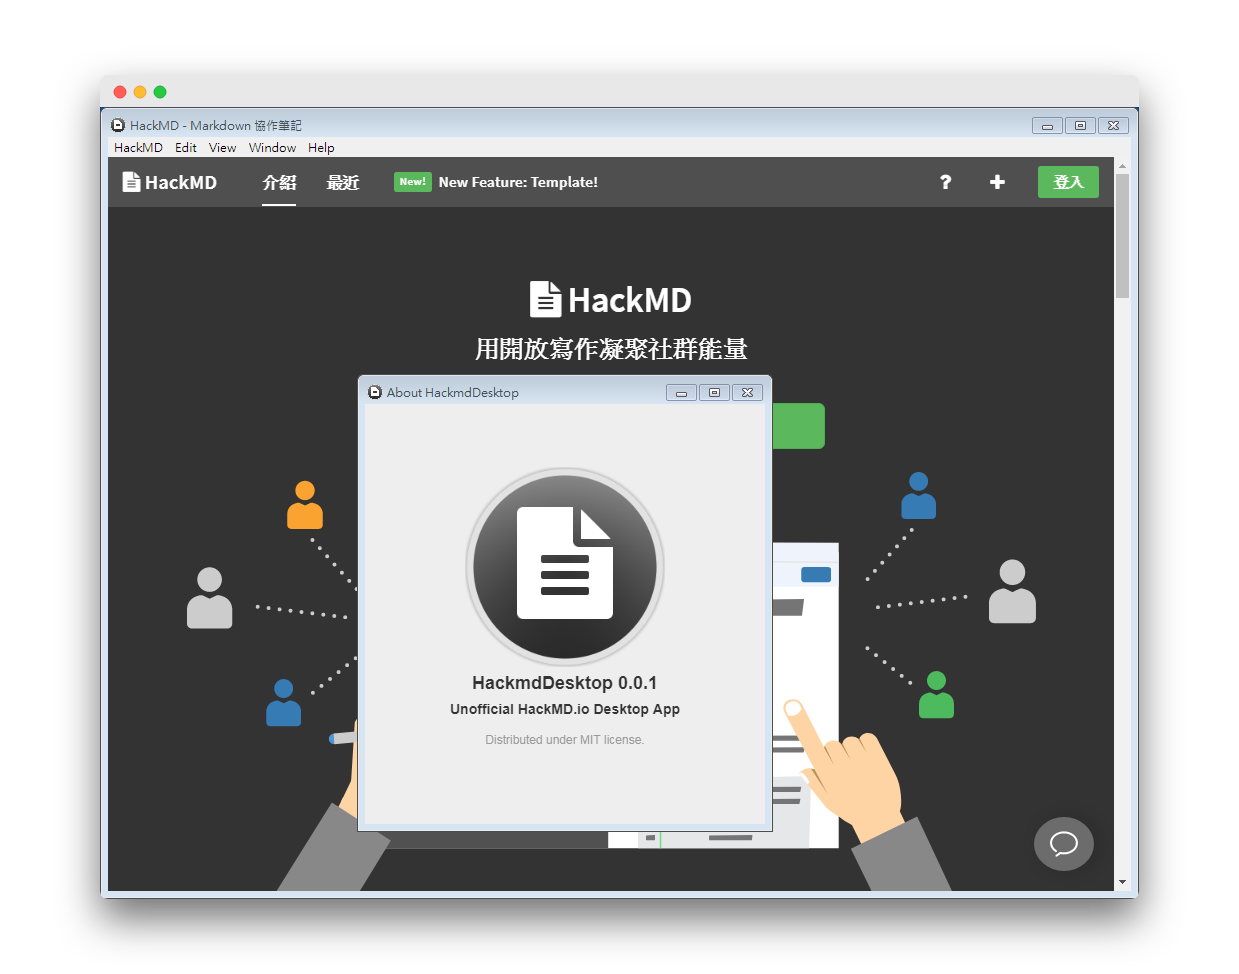 HackMD - Markdown 協作筆記
HackMD Edit View Window Help
HackMD 介紹 最近 New! New Feature: Template! ? + 登入
HackMD
用開放寫作凝聚社群能量
About HackmdDesktop
HackmdDesktop 0.0.1
Unofficial HackMD.io Desktop App
Distributed under MIT license.